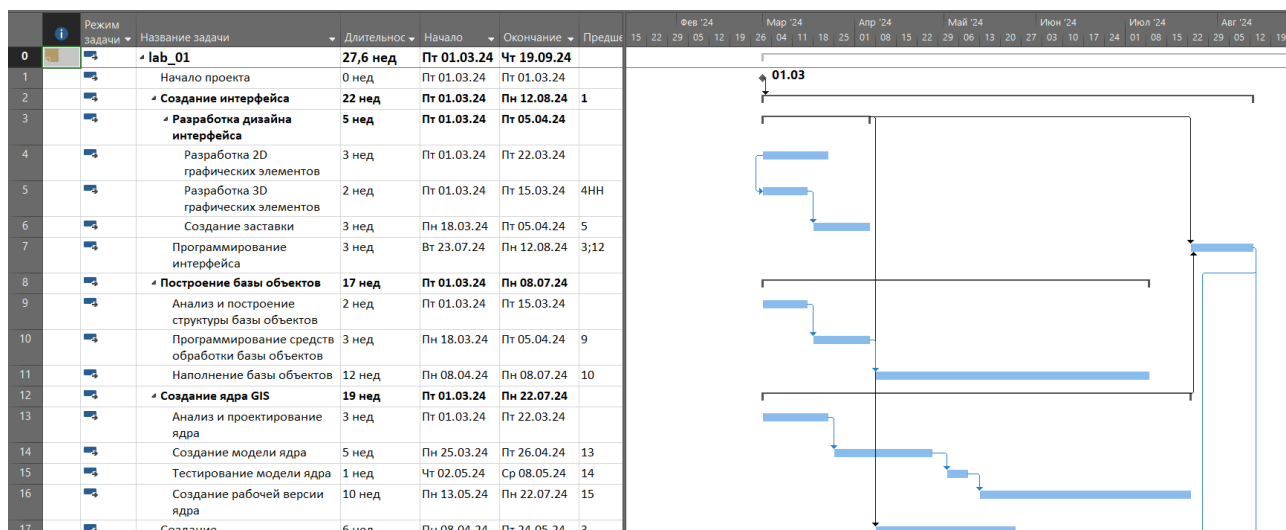 Режим задачи Название задачи Длительнос Начало Окончание Предше
Фев '24 Мар '24 Апр '24 Май '24 Июн '24 Июл '24 Авг '24
15 22 29 05 12 19 26 04 11 18 25 01 08 15 22 29 06 13 20 27 03 10 17 24 01 08 15 22 29 05 12 19
0 lab_01 27,6 нед Пт 01.03.24 Чт 19.09.24
1 Начало проекта 0 нед Пт 01.03.24 Пт 01.03.24
01.03
2 Создание интерфейса 22 нед Пт 01.03.24 Пн 12.08.24 1
3 Разработка дизайна интерфейса 5 нед Пт 01.03.24 Пт 05.04.24
4 Разработка 2D графических элементов 3 нед Пт 01.03.24 Пт 22.03.24
5 Разработка 3D графических элементов 2 нед Пт 01.03.24 Пт 15.03.24 4НН
6 Создание заставки 3 нед Пн 18.03.24 Пт 05.04.24 5
7 Программирование интерфейса 3 нед Вт 23.07.24 Пн 12.08.24 3;12
8 Построение базы объектов 17 нед Пт 01.03.24 Пн 08.07.24
9 Анализ и построение структуры базы объектов 2 нед Пт 01.03.24 Пт 15.03.24
10 Программирование средств обработки базы объектов 3 нед Пн 18.03.24 Пт 05.04.24 9
11 Наполнение базы объектов 12 нед Пн 08.04.24 Пн 08.07.24 10
12 Создание ядра GIS 19 нед Пт 01.03.24 Пн 22.07.24
13 Анализ и проектирование ядра 3 нед Пт 01.03.24 Пт 22.03.24
14 Создание модели ядра 5 нед Пн 25.03.24 Пт 26.04.24 13
15 Тестирование модели ядра 1 нед Чт 02.05.24 Ср 08.05.24 14
16 Создание рабочей версии ядра 10 нед Пн 13.05.24 Пн 22.07.24 15
17 Создание 6 нед Пн 08.04.24 Пт 24.05.24 3